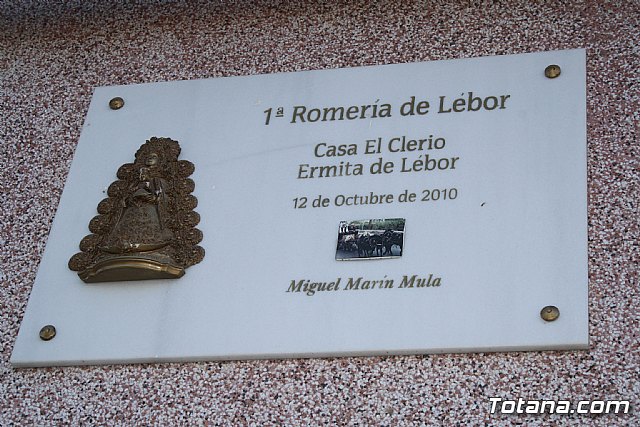 1ª Romería de Lébor
Casa El Clerio
Ermita de Lébor
12 de Octubre de 2010
Miguel Marín Mula
Totana.com